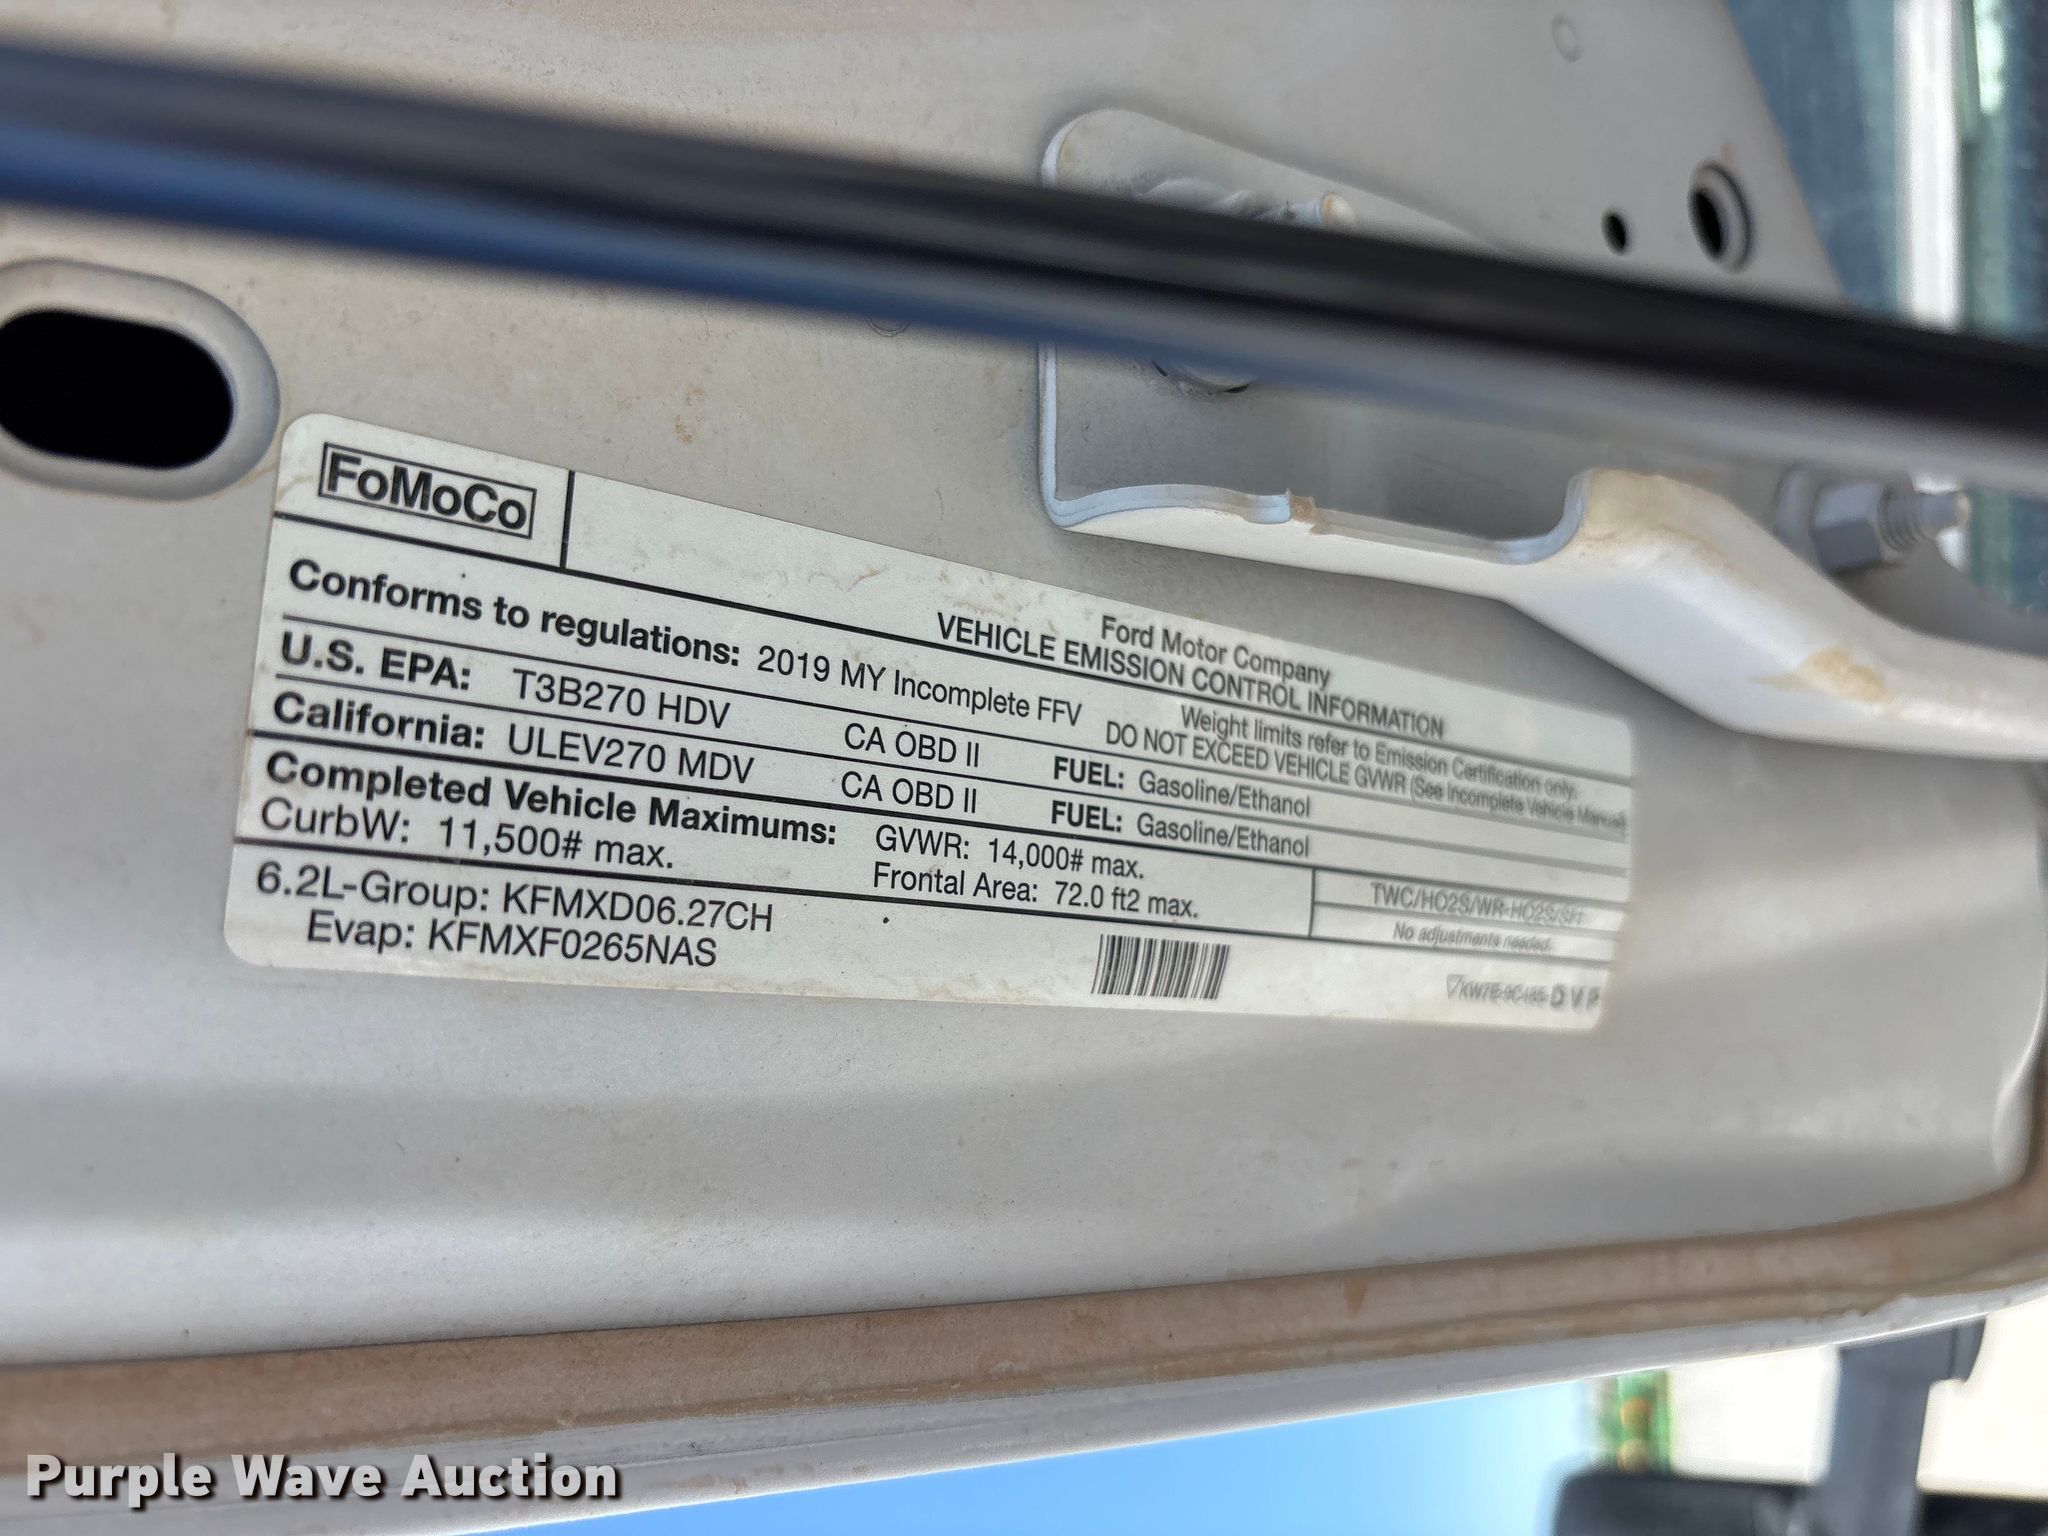 FoMoCo
Ford Motor Company
VEHICLE EMISSION CONTROL INFORMATION
Conforms to regulations: 2019 MY Incomplete FFV
Weight limits refer to Emission Certification only.
DO NOT EXCEED VEHICLE GVWR (See Incomplete Vehicle Manual)
U.S. EPA: T3B270 HDV CA OBD II FUEL: Gasoline/Ethanol
California: ULEV270 MDV CA OBD II FUEL: Gasoline/Ethanol
Completed Vehicle Maximums: GVWR: 14,000# max.
CurbW: 11,500# max. Frontal Area: 72.0 ft2 max.
TWC/HO2S/WR-HO2S/SFI
No adjustments needed.
6.2L-Group: KFMXD06.27CH
Evap: KFMXF0265NAS
D V P
Purple Wave Auction